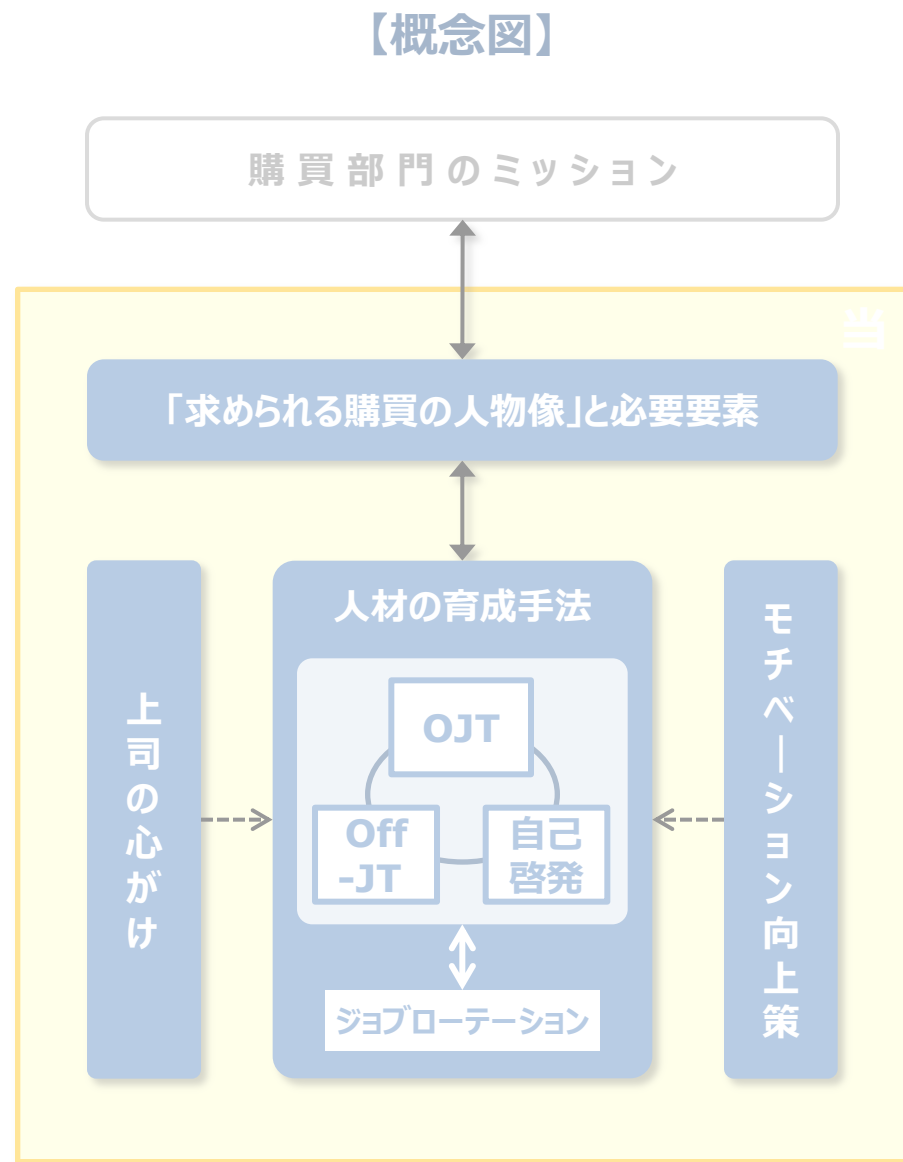 【概念図】
購買部門のミッション
当
「求められる購買の人物像」と必要要素
上司の心がけ
人材の育成手法
OJT
Off
-JT
自己
啓発
ジョブローテーション
モチベーション向上策